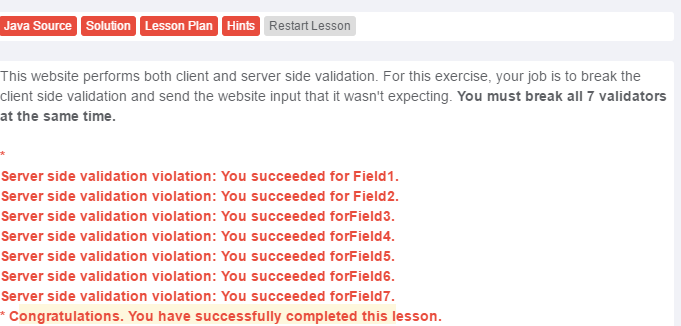 Java Source Solution Lesson Plan Hints Restart Lesson
This website performs both client and server side validation. For this exercise, your job is to break the
client side validation and send the website input that it wasn't expecting. You must break all 7 validators
at the same time.
*
Server side validation violation: You succeeded for Field1.
Server side validation violation: You succeeded for Field2.
Server side validation violation: You succeeded forField3.
Server side validation violation: You succeeded forField4.
Server side validation violation: You succeeded forField5.
Server side validation violation: You succeeded forField6.
Server side validation violation: You succeeded forField7.
* Congratulations. You have successfully completed this lesson.